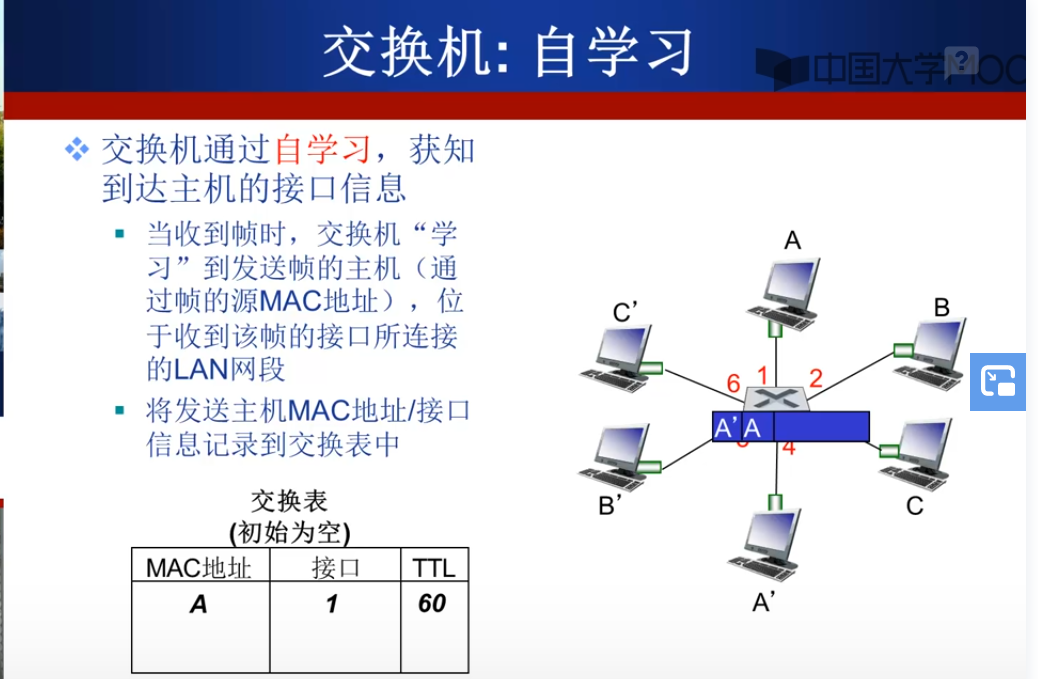 交换机: 自学习
中国大学MOOC
交换机通过自学习，获知
到达主机的接口信息
当收到帧时，交换机“学
习”到发送帧的主机（通
过帧的源MAC地址），位
于收到该帧的接口所连接
的LAN网段
将发送主机MAC地址/接口
信息记录到交换表中
交换表
(初始为空)
MAC地址 接口 TTL
A 1 60
A
C’
B
6 1 2
A’ A
4
B’
C
A’